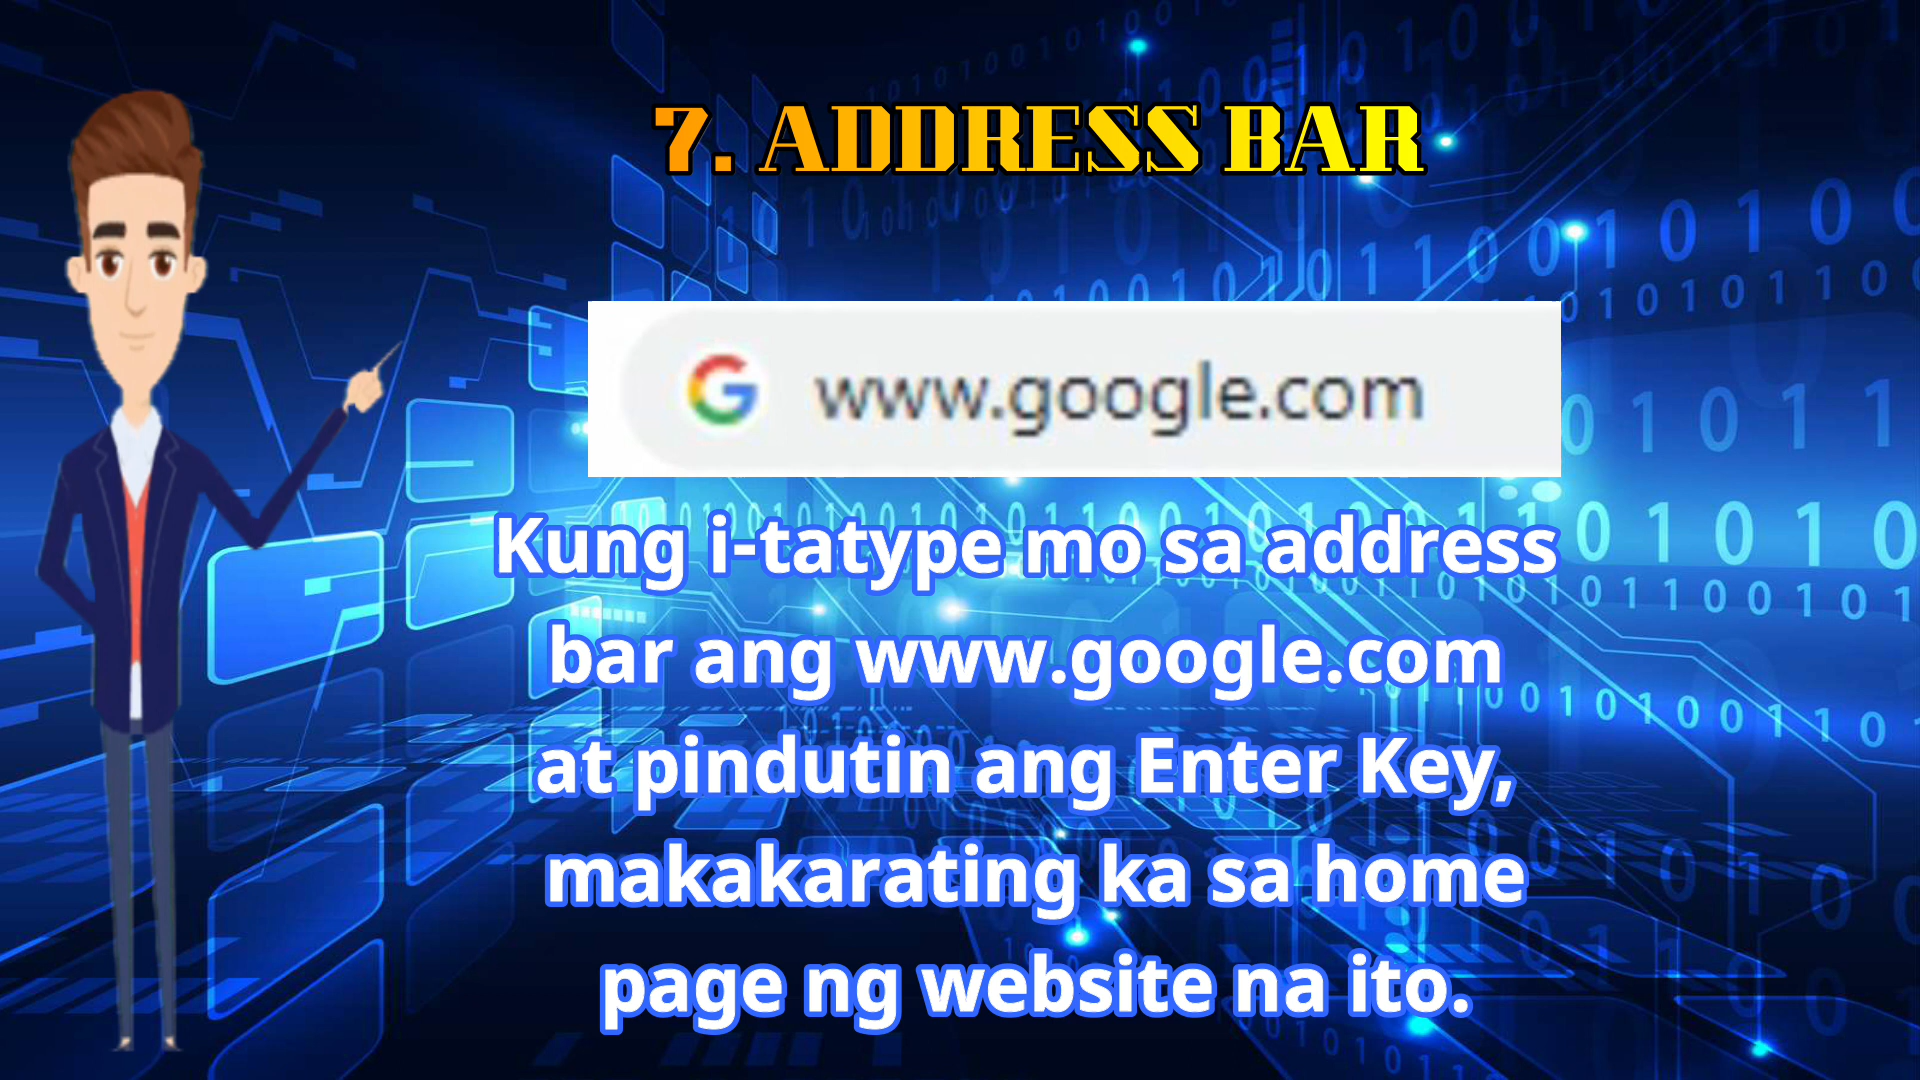 7. ADDRESS BAR
www.google.com
Kung i-tatype mo sa address
bar ang www.google.com
at pindutin ang Enter Key,
makakarating ka sa home
page ng website na ito.